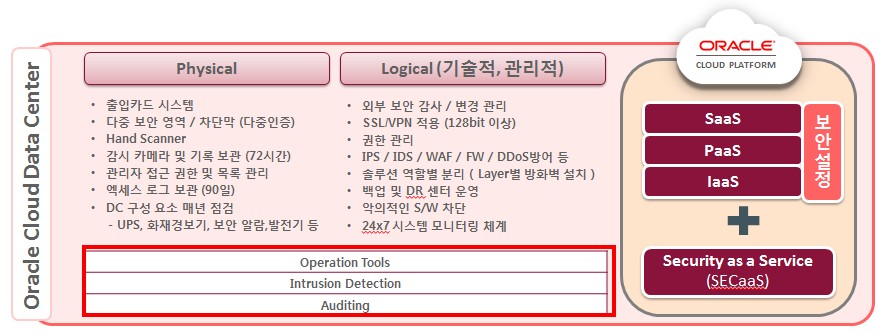 Oracle Cloud Data Center
Physical
• 출입카드 시스템
• 다중 보안 영역 / 차단막 (다중인증)
• Hand Scanner
• 감시 카메라 및 기록 보관 (72시간)
• 관리자 접근 권한 및 목록 관리
• 엑세스 로그 보관 (90일)
• DC 구성 요소 매년 점검
- UPS, 화재경보기, 보안 알람,발전기 등
Logical (기술적, 관리적)
• 외부 보안 감사 / 변경 관리
• SSL/VPN 적용 (128bit 이상)
• 권한 관리
• IPS / IDS / WAF / FW / DDoS방어 등
• 솔루션 역할별 분리 ( Layer별 방화벽 설치 )
• 백업 및 DR 센터 운영
• 악의적인 S/W 차단
• 24x7 시스템 모니터링 체계
Operation Tools
Intrusion Detection
Auditing
ORACLE
CLOUD PLATFORM
SaaS
PaaS
IaaS
보안설정
Security as a Service
(SECaaS)